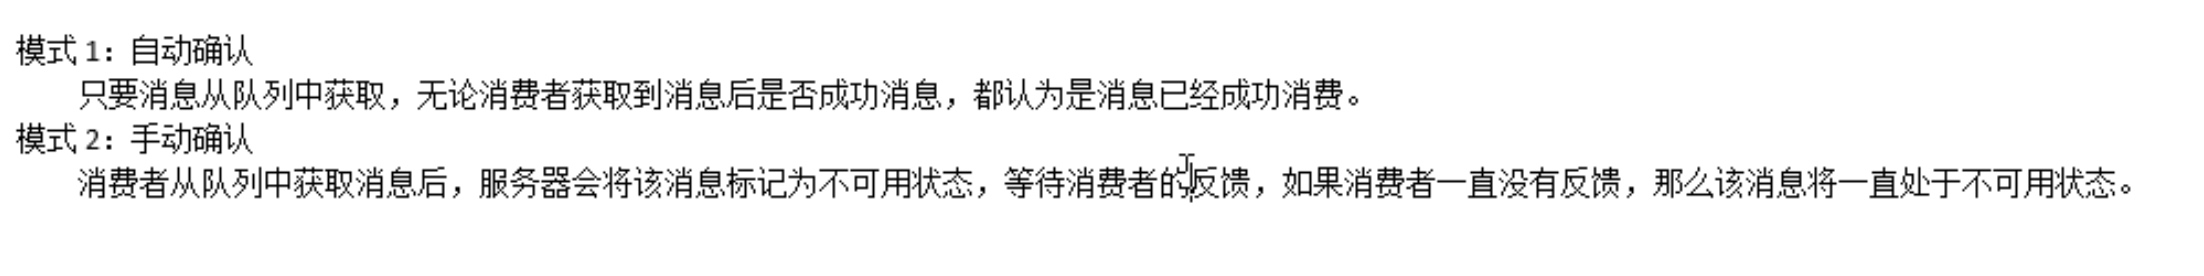 模式 1：自动确认
只要消息从队列中获取，无论消费者获取到消息后是否成功消息，都认为是消息已经成功消费。
模式 2：手动确认
消费者从队列中获取消息后，服务器会将该消息标记为不可用状态，等待消费者的反馈，如果消费者一直没有反馈，那么该消息将一直处于不可用状态。